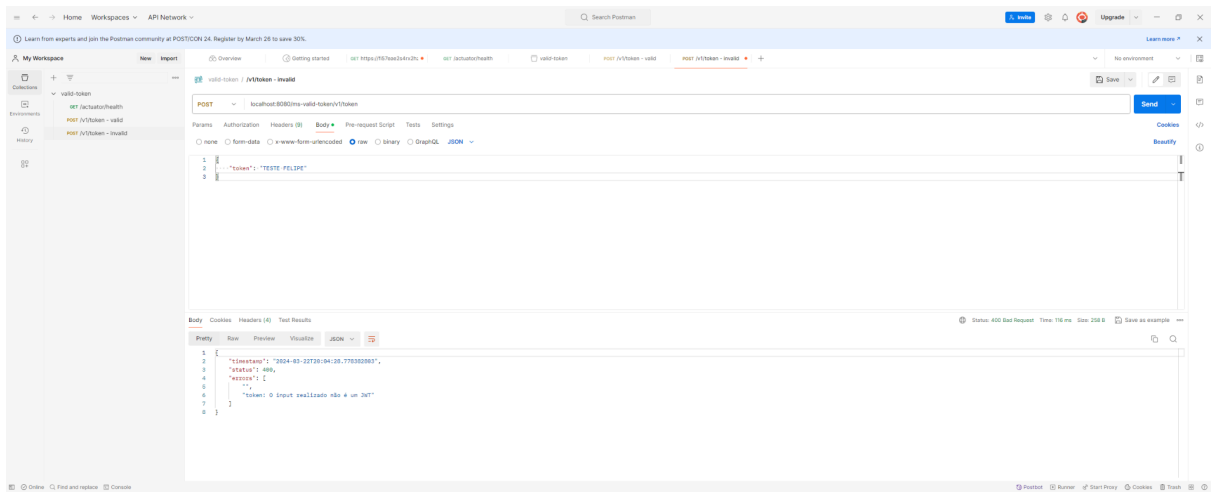 Home Workspaces API Network Search Postman Invite Upgrade
Learn from experts and join the Postman community at POST/CON 24. Register by March 26 to save 30%. Learn more
My Workspace New Import Overview Getting started GET GET /actuator/health valid-token POST /v1/token - valid POST /v1/token - invalid No environment
Collections
valid-token / /v1/token - invalid Save
valid-token
GET /actuator/health
POST /v1/token - valid
POST /v1/token - invalid
Environments
History
POST localhost:8080/ms-valid-token/v1/token Send
Params Authorization Headers (9) Body Pre-request Script Tests Settings Cookies
none form-data x-www-form-urlencoded raw binary GraphQL JSON Beautify
1 {
2 "token": "TESTE-FELIPE"
3 }
Body Cookies Headers (4) Test Results Status: 400 Bad Request Time: 116 ms Size: 258 B Save as example
Pretty Raw Preview Visualize JSON
1 {
2 "timestamp":
3 "status": 400,
4 "errors": [
5 "",
6 "token: O input realizado não é um JWT"
7 ]
8 }
Online Find and replace Console Postbot Runner Start Proxy Cookies Trash